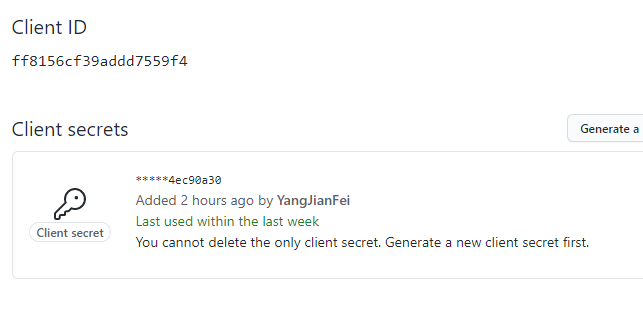 Client ID
ff8156cf39addd7559f4
Client secrets
Generate a
*****4ec90a30
Added 2 hours ago by YangJianFei
Last used within the last week
Client secret
You cannot delete the only client secret. Generate a new client secret first.